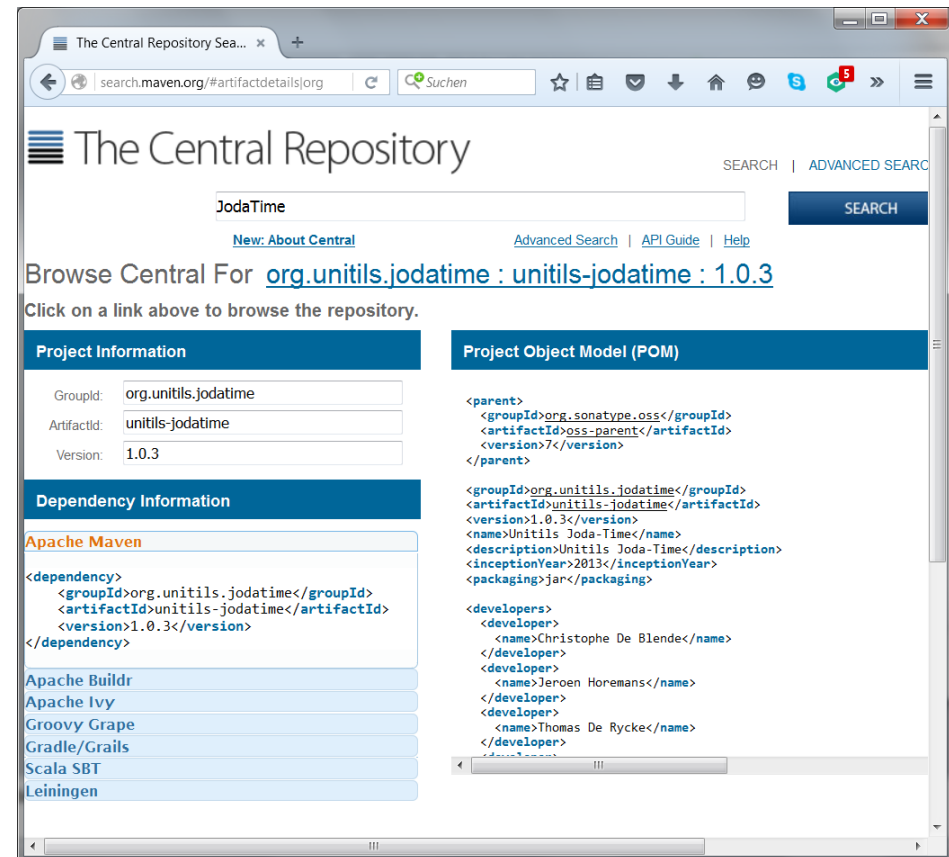 The Central Repository Sea...
search.maven.org/#artifactdetails|org
Suchen
5
The Central Repository
SEARCH | ADVANCED SEARC
JodaTime
SEARCH
New: About Central
Advanced Search | API Guide | Help
Browse Central For org.unitils.jodatime : unitils-jodatime : 1.0.3
Click on a link above to browse the repository.
Project Information
GroupId: org.unitils.jodatime
ArtifactId: unitils-jodatime
Version: 1.0.3
Dependency Information
Apache Maven
<dependency>
<groupId>org.unitils.jodatime</groupId>
<artifactId>unitils-jodatime</artifactId>
<version>1.0.3</version>
</dependency>
Apache Buildr
Apache Ivy
Groovy Grape
Gradle/Grails
Scala SBT
Leiningen
Project Object Model (POM)
<parent>
<groupId>org.sonatype.oss</groupId>
<artifactId>oss-parent</artifactId>
<version>7</version>
</parent>
<groupId>org.unitils.jodatime</groupId>
<artifactId>unitils-jodatime</artifactId>
<version>1.0.3</version>
<name>Unitils Joda-Time</name>
<description>Unitils Joda-Time</description>
<inceptionYear>2013</inceptionYear>
<packaging>jar</packaging>
<developers>
<developer>
<name>Christophe De Blende</name>
</developer>
<developer>
<name>Jeroen Horemans</name>
</developer>
<developer>
<name>Thomas De Rycke</name>
</developer>